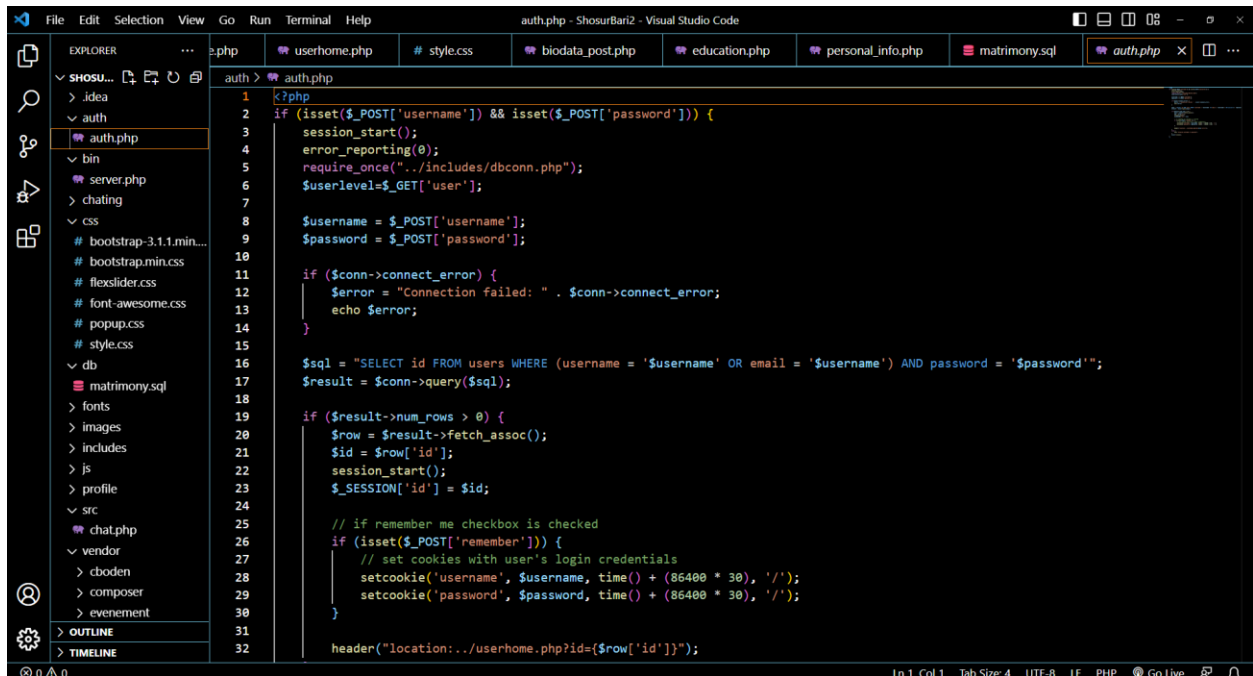 File Edit Selection View Go Run Terminal Help auth.php - ShosurBari2 - Visual Studio Code
EXPLORER ···
e.php userhome.php # style.css biodata_post.php education.php personal_info.php matrimony.sql auth.php
SHOSU...
auth > auth.php
.idea
auth
auth.php
bin
server.php
chating
css
# bootstrap-3.1.1.min....
# bootstrap.min.css
# flexslider.css
# font-awesome.css
# popup.css
# style.css
db
matrimony.sql
fonts
images
includes
js
profile
src
chat.php
vendor
cboden
composer
evenement
OUTLINE
TIMELINE
1 <?php
2 if (isset($_POST['username']) && isset($_POST['password'])) {
3 session_start();
4 error_reporting(0);
5 require_once("../includes/dbconn.php");
6 $userlevel=$_GET['user'];
7
8 $username = $_POST['username'];
9 $password = $_POST['password'];
10
11 if ($conn->connect_error) {
12 $error = "Connection failed: " . $conn->connect_error;
13 echo $error;
14 }
15
16 $sql = "SELECT id FROM users WHERE (username = '$username' OR email = '$username') AND password = '$password'";
17 $result = $conn->query($sql);
18
19 if ($result->num_rows > 0) {
20 $row = $result->fetch_assoc();
21 $id = $row['id'];
22 session_start();
23 $_SESSION['id'] = $id;
24
25 // if remember me checkbox is checked
26 if (isset($_POST['remember'])) {
27 // set cookies with user's login credentials
28 setcookie('username', $username, time() + (86400 * 30), '/');
29 setcookie('password', $password, time() + (86400 * 30), '/');
30 }
31
32 header("location:../userhome.php?id={$row['id']}");
0 0 Ln 1, Col 1 Tab Size: 4 UTF-8 LF PHP Go Live